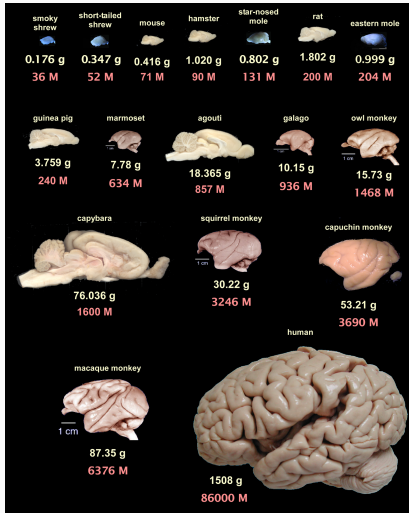 smoky shrew
short-tailed shrew
mouse
hamster
star-nosed mole
rat
eastern mole
0.176 g
0.347 g
0.416 g
1.020 g
0.802 g
1.802 g
0.999 g
36 M
52 M
71 M
90 M
131 M
200 M
204 M
guinea pig
marmoset
agouti
galago
owl monkey
1 cm
3.759 g
7.78 g
18.365 g
10.15 g
15.73 g
240 M
634 M
857 M
936 M
1468 M
capybara
squirrel monkey
capuchin monkey
1 cm
76.036 g
30.22 g
53.21 g
1600 M
3246 M
3690 M
human
macaque monkey
1 cm
87.35 g
6376 M
1508 g
86000 M